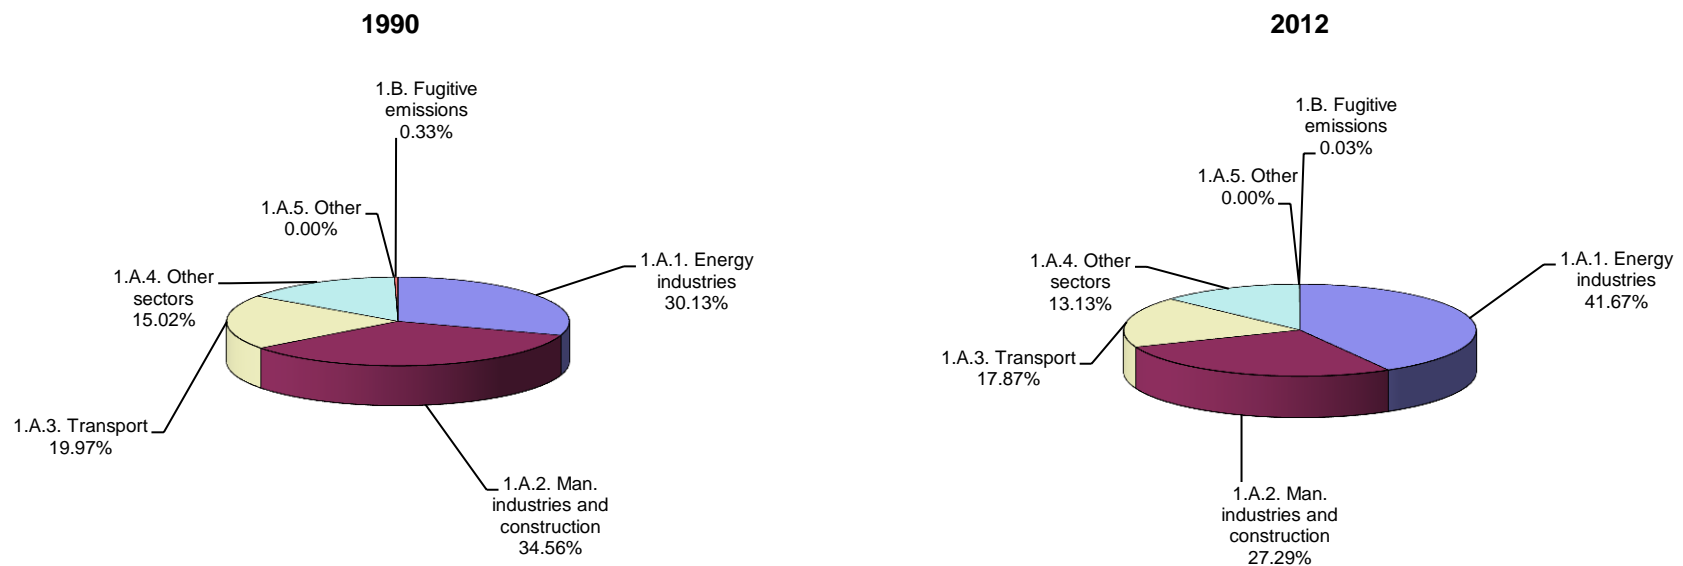 1990
1.B. Fugitive
emissions
0.33%
1.A.5. Other
0.00%
1.A.1. Energy
industries
30.13%
1.A.4. Other
sectors
15.02%
1.A.3. Transport
19.97%
1.A.2. Man.
industries and
construction
34.56%
2012
1.B. Fugitive
emissions
0.03%
1.A.5. Other
0.00%
1.A.1. Energy
industries
41.67%
1.A.4. Other
sectors
13.13%
1.A.3. Transport
17.87%
1.A.2. Man.
industries and
construction
27.29%